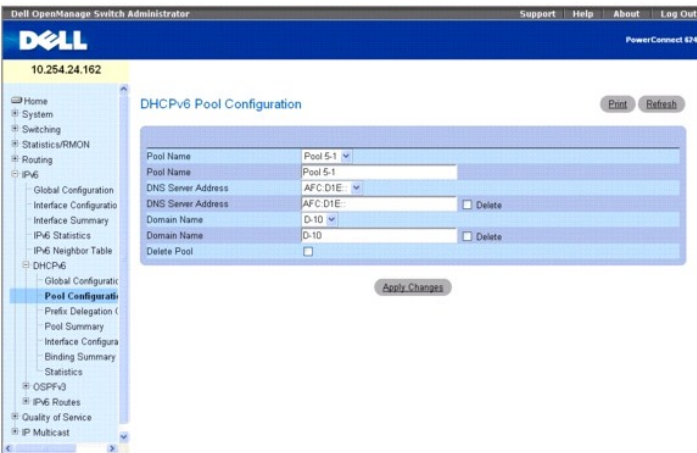 Dell OpenManage Switch Administrator
Support Help About Log Out
DELL
PowerConnect 624
10.254.24.162
Home
System
Switching
Statistics/RMON
Routing
IPv6
Global Configuration
Interface Configuratio
Interface Summary
IPv6 Statistics
IPv6 Neighbor Table
DHCPv6
Global Configuratic
Pool Configuratio
Prefix Delegation C
Pool Summary
Interface Configura
Binding Summary
Statistics
OSPFv3
IPv6 Routes
Quality of Service
IP Multicast
DHCPv6 Pool Configuration
Print Refresh
Pool Name Pool 5-1
Pool Name Pool 5-1
DNS Server Address AFC:D1E::
DNS Server Address AFC:D1E:: Delete
Domain Name D-10
Domain Name D-10 Delete
Delete Pool
Apply Changes